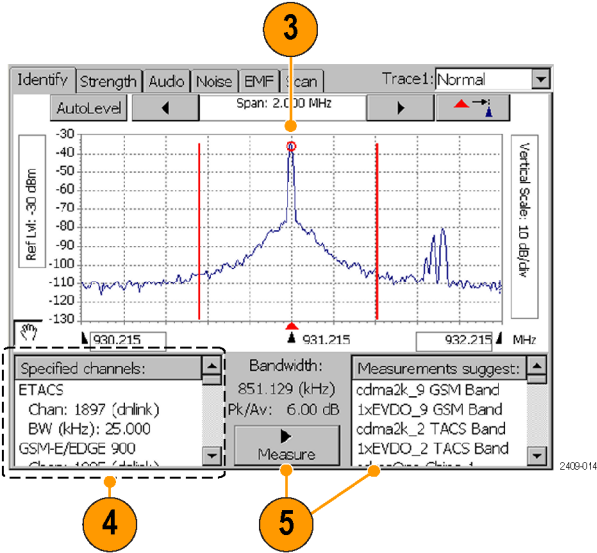 3
Identify Strength Audio Noise EMF Scan Trace1: Normal
AutoLevel Span: 2.000 MHz
Ref Lvl: -30 dBm
-30
-40
-50
-60
-70
-80
-90
-100
-110
-120
-130
Vertical Scale: 10 dB/div
930.215 931.215 932.215 MHz
Specified channels:
ETACS
Chan: 1897 (dnlink)
BW (kHz): 25.000
GSM-E/EDGE 900
Bandwidth:
851.129 (kHz)
Pk/Av: 6.00 dB
Measure
Measurements suggest:
cdma2k_9 GSM Band
1xEVDO_9 GSM Band
cdma2k_2 TACS Band
1xEVDO_2 TACS Band
2409-014
4
5